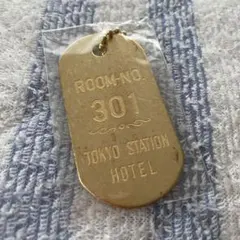 ROOM-NO.
301
TOKYO STATION
HOTEL